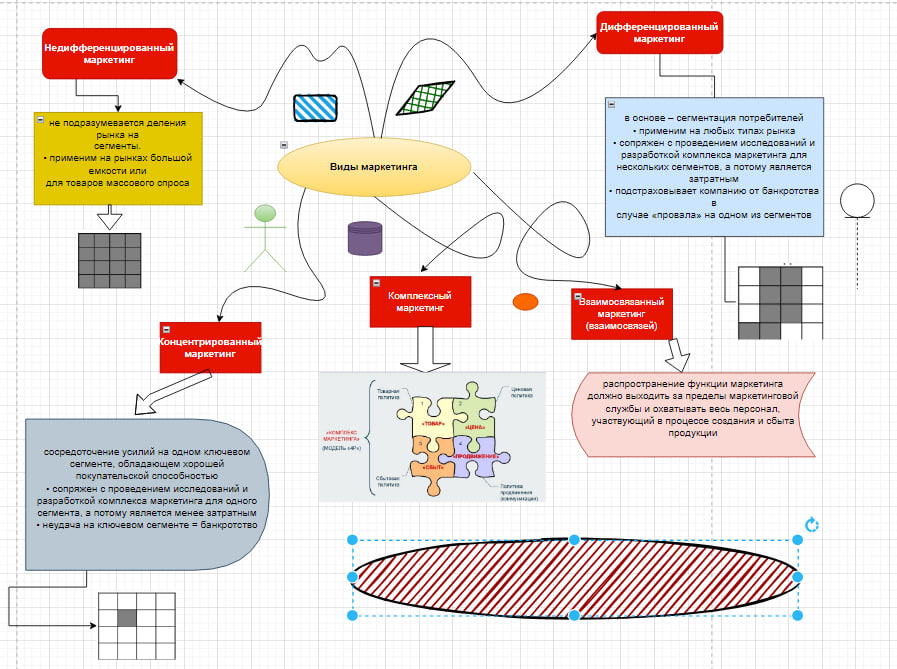 Недифференцированный
маркетинг
Дифференцированный
маркетинг
не подразумевается деления
рынка на
сегменты.
• применим на рынках большой
емкости или
для товаров массового спроса
Виды маркетинга
в основе – сегментация потребителей
• применим на любых типах рынка
• сопряжен с проведением исследований и
разработкой комплекса маркетинга для
нескольких сегментов, а потому является
затратным
• подстраховывает компанию от банкротства
в
случае «провала» на одном из сегментов
Концентрированный
маркетинг
Комплексный
маркетинг
Взаимосвязанный
маркетинг
(взаимосвязей)
сосредоточение усилий на одном ключевом
сегменте, обладающем хорошей
покупательской способностью
• сопряжен с проведением исследований и
разработкой комплекса маркетинга для одного
сегмента, а потому является менее затратным
• неудача на ключевом сегменте = банкротство
«КОМПЛЕКС
МАРКЕТИНГА»
(МОДЕЛЬ «4P»)
Товарная
политика
Ценовая
политика
1
«ТОВАР»
2
«ЦЕНА»
3
«СБЫТ»
4
«ПРОДВИЖЕНИЕ»
Сбытовая
политика
Политика
продвижения
(коммуникации)
распространение функции маркетинга
должно выходить за пределы маркетинговой
службы и охватывать весь персонал,
участвующий в процессе создания и сбыта
продукции